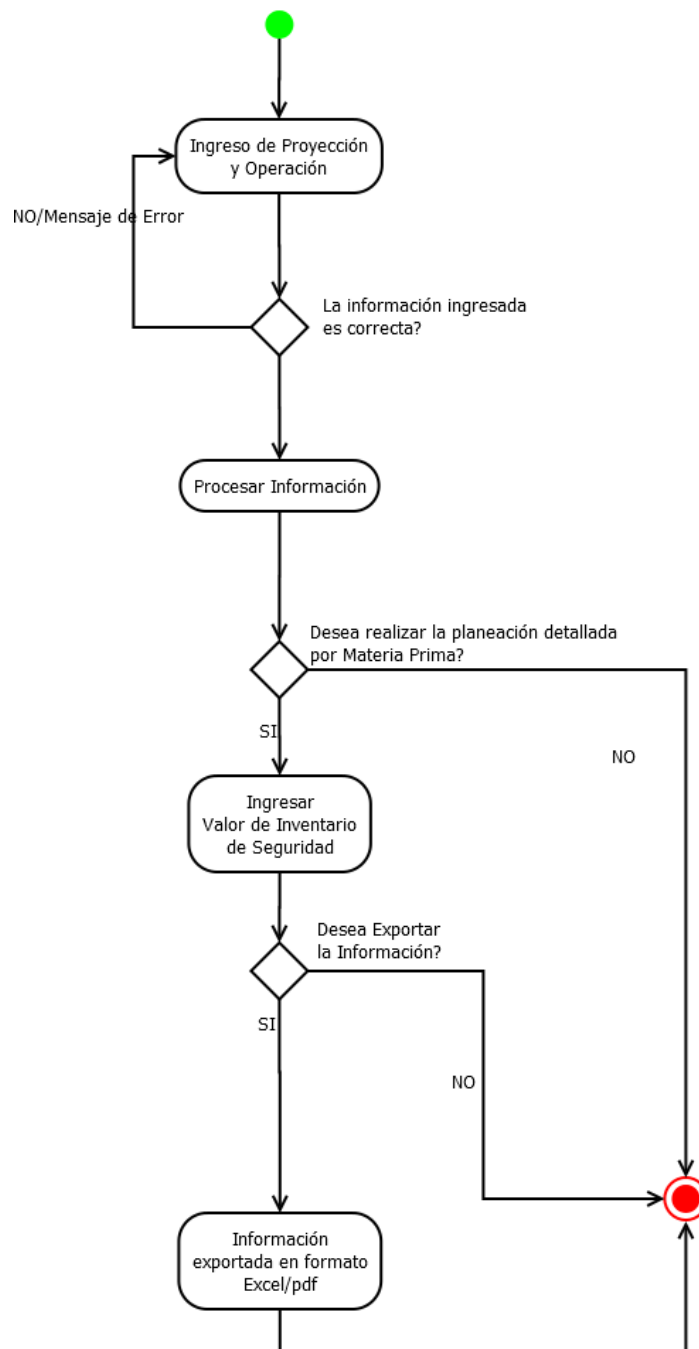 Ingreso de Proyección
y Operación
NO/Mensaje de Error
La información ingresada
es correcta?
Procesar Información
Desea realizar la planeación detallada
por Materia Prima?
SI
NO
Ingresar
Valor de Inventario
de Seguridad
Desea Exportar
la Información?
SI
NO
Información
exportada en formato
Excel/pdf